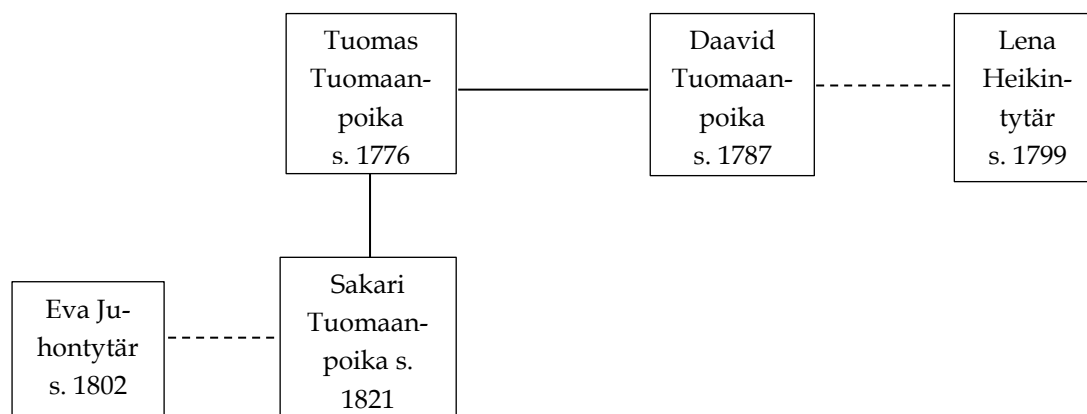 Tuomas
Tuomaan-
poika
s. 1776
Daavid
Tuomaan-
poika
s. 1787
Lena
Heikin-
tytär
s. 1799
Eva Ju-
hontytär
s. 1802
Sakari
Tuomaan-
poika s.
1821